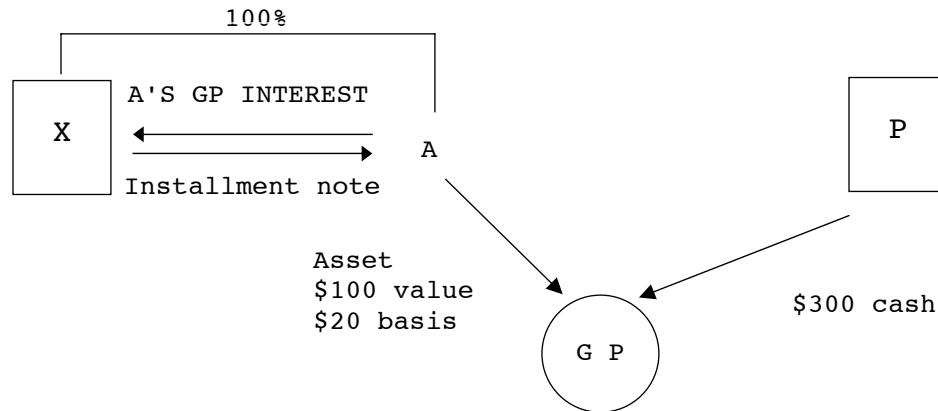 100%
A'S GP INTEREST
X
P
A
Installment note
Asset
$100 value
$20 basis
$300 cash
G P